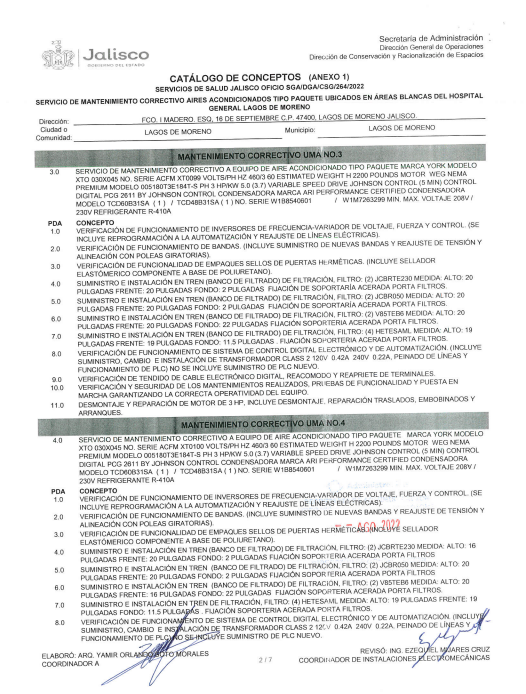 Jalisco
GOBIERNO DEL ESTADO
Secretaría de Administración
Dirección General de Operaciones
Dirección de Conservación y Racionalización de Espacios
CATÁLOGO DE CONCEPTOS (ANEXO 1)
SERVICIOS DE SALUD JALISCO OFICIO SGA/DGA/CSG/264/2022
SERVICIO DE MANTENIMIENTO CORRECTIVO AIRES ACONDICIONADOS TIPO PAQUETE UBICADOS EN ÁREAS BLANCAS DEL HOSPITAL
GENERAL LAGOS DE MORENO
Dirección: FCO. I MADERO. ESQ, 16 DE SEPTIEMBRE C.P. 47400, LAGOS DE MORENO JALISCO.
Ciudad o Comunidad: LAGOS DE MORENO Municipio: LAGOS DE MORENO
MANTENIMIENTO CORRECTIVO UMA NO.3
3.0 SERVICIO DE MANTENIMIENTO CORRECTIVO A EQUIPO DE AIRE ACONDICIONADO TIPO PAQUETE MARCA YORK MODELO
XTO 030X045 NO. SERIE ACFM XT0099 VOLTS/PH HZ 460/3 60 ESTIMATED WEIGHT H 2200 POUNDS MOTOR WEG NEMA
PREMIUM MODELO 00518OT3E184T-S PH 3 HP/KW 5.0 (3.7) VARIABLE SPEED DRIVE JOHNSON CONTROL (5 MIN) CONTROL
DIGITAL PCG 2611 BY JOHNSON CONTROL CONDENSADORA MARCA ARI PERFORMANCE CERTIFIED CONDENSADORA
MODELO TCD60B31SA ( 1 ) / TCD48B31SA ( 1 ) NO. SERIE W1B8540601 / W1M7263299 MIN. MAX. VOLTAJE 208V /
230V REFRIGERANTE R-410A
PDA CONCEPTO
1.0 VERIFICACIÓN DE FUNCIONAMIENTO DE INVERSORES DE FRECUENCIA-VARIADOR DE VOLTAJE, FUERZA Y CONTROL. (SE
INCLUYE REPROGRAMACIÓN A LA AUTOMATIZACIÓN Y REAJUSTE DE LÍNEAS ELÉCTRICAS).
2.0 VERIFICACIÓN DE FUNCIONAMIENTO DE BANDAS. (INCLUYE SUMINISTRO DE NUEVAS BANDAS Y REAJUSTE DE TENSIÓN Y
ALINEACIÓN CON POLEAS GIRATORIAS).
3.0 VERIFICACIÓN DE FUNCIONALIDAD DE EMPAQUES SELLOS DE PUERTAS HERMÉTICAS. (INCLUYE SELLADOR
ELASTÓMERICO COMPONENTE A BASE DE POLIURETANO).
4.0 SUMINISTRO E INSTALACIÓN EN TREN (BANCO DE FILTRADO) DE FILTRACIÓN, FILTRO: (2) JCBRTE230 MEDIDA: ALTO: 20
PULGADAS FRENTE: 20 PULGADAS FONDO: 2 PULGADAS FIJACIÓN DE SOPORTARÍA ACERADA PORTA FILTROS.
5.0 SUMINISTRO E INSTALACIÓN EN TREN (BANCO DE FILTRADO) DE FILTRACIÓN, FILTRO: (2) JCBR050 MEDIDA: ALTO: 20
PULGADAS FRENTE: 20 PULGADAS FONDO: 2 PULGADAS FIJACIÓN DE SOPORTARÍA ACERADA PORTA FILTROS.
6.0 SUMINISTRO E INSTALACIÓN EN TREN (BANCO DE FILTRADO) DE FILTRACIÓN, FILTRO: (2) V85TEB6 MEDIDA: ALTO: 20
PULGADAS FRENTE: 20 PULGADAS FONDO: 22 PULGADAS FIJACIÓN SOPORTERIA ACERADA PORTA FILTROS.
7.0 SUMINISTRO E INSTALACIÓN EN TREN (BANCO DE FILTRADO) DE FILTRACIÓN, FILTRO: (4) HETESAMIL MEDIDA: ALTO: 19
PULGADAS FRENTE: 19 PULGADAS FONDO: 11.5 PULGADAS . FIJACIÓN SOPORTERIA ACERADA PORTA FILTROS.
8.0 VERIFICACIÓN DE FUNCIONAMIENTO DE SISTEMA DE CONTROL DIGITAL ELECTRÓNICO Y DE AUTOMATIZACIÓN. (INCLUYE
SUMINISTRO, CAMBIO E INSTALACIÓN DE TRANSFORMADOR CLASS 2 120V 0.42A 240V 0.22A, PEINADO DE LÍNEAS Y
FUNCIONAMIENTO DE PLC) NO SE INCLUYE SUMINISTRO DE PLC NUEVO.
9.0 VERIFICACIÓN DE TENDIDO DE CABLE ELECTRÓNICO DIGITAL, REACOMODO Y REAPRIETE DE TERMINALES.
10.0 VERIFICACIÓN Y SEGURIDAD DE LOS MANTENIMIENTOS REALIZADOS, PRUEBAS DE FUNCIONALIDAD Y PUESTA EN
MARCHA GARANTIZANDO LA CORRECTA OPERATIVIDAD DEL EQUIPO.
11.0 DESMONTAJE Y REPARACIÓN DE MOTOR DE 3 HP, INCLUYE DESMONTAJE, REPARACIÓN TRASLADOS, EMBOBINADOS Y
ARRANQUES.
MANTENIMIENTO CORRECTIVO UMA NO.4
4.0 SERVICIO DE MANTENIMIENTO CORRECTIVO A EQUIPO DE AIRE ACONDICIONADO TIPO PAQUETE MARCA YORK MODELO
XTO 030X045 NO. SERIE ACFM XT0100 VOLTS/PH HZ 460/3 60 ESTIMATED WEIGHT H 2200 POUNDS MOTOR WEG NEMA
PREMIUM MODELO 00518OT3E184T-S PH 3 HP/KW 5.0 (3.7) VARIABLE SPEED DRIVE JOHNSON CONTROL (5 MIN) CONTROL
DIGITAL PCG 2611 BY JOHNSON CONTROL CONDENSADORA MARCA ARI PERFORMANCE CERTIFIED CONDENSADORA
MODELO TCD60B31SA ( 1 ) / TCD48B31SA ( 1 ) NO. SERIE W1B8540601 / W1M7263299 MIN. MAX. VOLTAJE 208V /
230V REFRIGERANTE R-410A
PDA CONCEPTO
1.0 VERIFICACIÓN DE FUNCIONAMIENTO DE INVERSORES DE FRECUENCIA-VARIADOR DE VOLTAJE, FUERZA Y CONTROL. (SE
INCLUYE REPROGRAMACIÓN A LA AUTOMATIZACIÓN Y REAJUSTE DE LÍNEAS ELÉCTRICAS).
2.0 VERIFICACIÓN DE FUNCIONAMIENTO DE BANDAS. (INCLUYE SUMINISTRO DE NUEVAS BANDAS Y REAJUSTE DE TENSIÓN Y
ALINEACIÓN CON POLEAS GIRATORIAS).
AGO 2022
3.0 VERIFICACIÓN DE FUNCIONALIDAD DE EMPAQUES SELLOS DE PUERTAS HERMÉTICAS. (INCLUYE SELLADOR
ELASTÓMERICO COMPONENTE A BASE DE POLIURETANO).
4.0 SUMINISTRO E INSTALACIÓN EN TREN (BANCO DE FILTRADO) DE FILTRACIÓN, FILTRO: (2) JCBRTE230 MEDIDA: ALTO: 16
PULGADAS FRENTE: 20 PULGADAS FONDO: 2 PULGADAS FIJACIÓN SOPORTERIA ACERADA PORTA FILTROS
5.0 SUMINISTRO E INSTALACIÓN EN TREN (BANCO DE FILTRADO) DE FILTRACIÓN, FILTRO: (2) JCBR050 MEDIDA: ALTO: 20
PULGADAS FRENTE: 20 PULGADAS FONDO: 2 PULGADAS FIJACIÓN SOPORTERIA ACERADA PORTA FILTROS.
6.0 SUMINISTRO E INSTALACIÓN EN TREN (BANCO DE FILTRADO) DE FILTRACIÓN, FILTRO: (2) V85TEB6 MEDIDA: ALTO: 20
PULGADAS FRENTE: 16 PULGADAS FONDO: 22 PULGADAS FIJACIÓN SOPORTERIA ACERADA PORTA FILTROS.
7.0 SUMINISTRO E INSTALACIÓN EN TREN DE FILTRACIÓN, FILTRO: (4) HETESAMIL MEDIDA: ALTO: 19 PULGADAS FRENTE: 19
PULGADAS FONDO: 11.5 PULGADAS . FIJACIÓN SOPORTERIA ACERADA PORTA FILTROS.
8.0 VERIFICACIÓN DE FUNCIONAMIENTO DE SISTEMA DE CONTROL DIGITAL ELECTRÓNICO Y DE AUTOMATIZACIÓN. (INCLUYE
SUMINISTRO, CAMBIO E INSTALACIÓN DE TRANSFORMADOR CLASS 2 120V 0.42A 240V 0.22A, PEINADO DE LÍNEAS Y
FUNCIONAMIENTO DE PLC) NO SE INCLUYE SUMINISTRO DE PLC NUEVO.
ELABORÓ: ARQ. YAMIR ORLANDO SOTO MORALES
COORDINADOR A
2 / 7
REVISÓ: ING. EZEQUIEL MIJARES CRUZ
COORDINADOR DE INSTALACIONES ELECTROMECÁNICAS